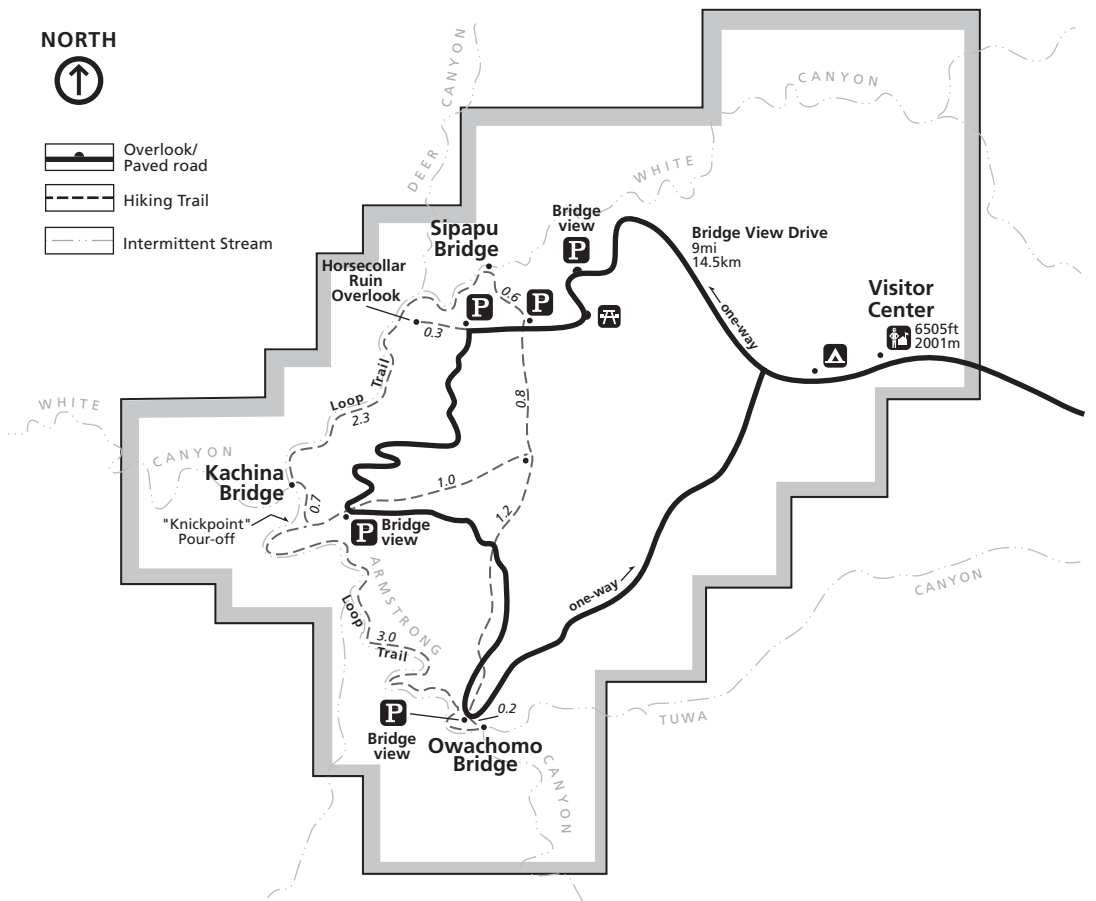 NORTH
Overlook/
Paved road
Hiking Trail
Intermittent Stream
DEER CANYON
WHITE
CANYON
Sipapu
Bridge
Bridge
view
P
Bridge View Drive
9mi
14.5km
one-way
Visitor
Center
6505ft
2001m
Horsecollar
Ruin
Overlook
0.6
P
P
0.3
Loop
Trail
2.3
0.8
WHITE
CANYON
Kachina
Bridge
0.7
1.0
1.2
"Knickpoint"
Pour-off
P
Bridge
view
ARMSTRONG
Loop
3.0
Trail
one-way
CANYON
TUWA
0.2
P
Bridge
view
Owachomo
Bridge
CANYON